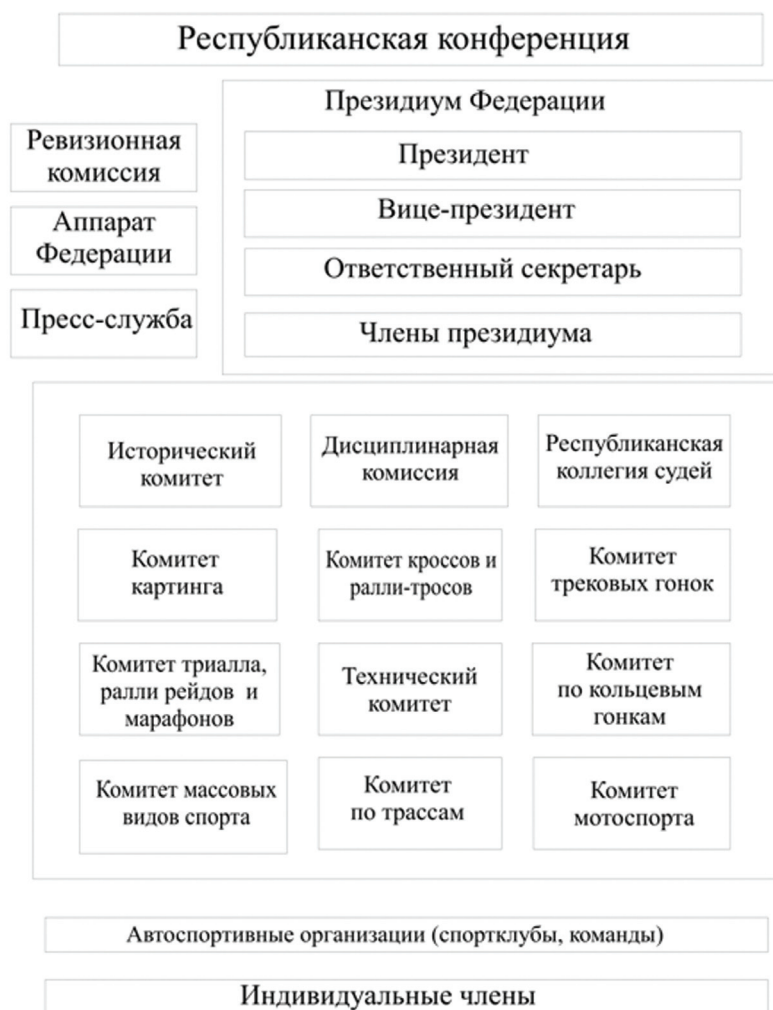 Республиканская конференция
Президиум Федерации
Ревизионная
комиссия
Аппарат
Федерации
Пресс-служба
Президент
Вице-президент
Ответственный секретарь
Члены президиума
Исторический
комитет
Дисциплинарная
комиссия
Республиканская
коллегия судей
Комитет
картинга
Комитет кроссов и
ралли-тросов
Комитет
трековых гонок
Комитет триалла,
ралли рейдов и
марафонов
Технический
комитет
Комитет
по кольцевым
гонкам
Комитет массовых
видов спорта
Комитет
по трассам
Комитет
мотоспорта
Автоспортивные организации (спортклубы, команды)
Индивидуальные члены